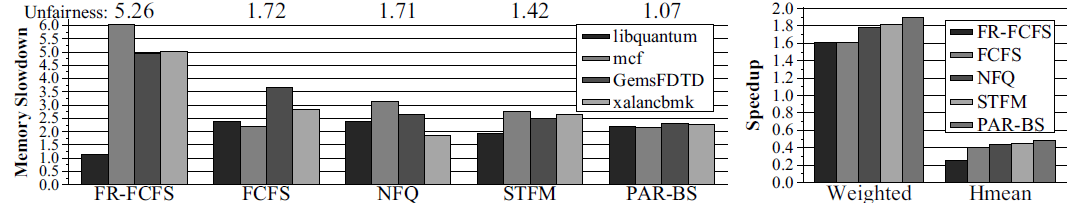 Unfairness: 5.26 1.72 1.71 1.42 1.07
Memory Slowdown
6.0
5.5
5.0
4.5
4.0
3.5
3.0
2.5
2.0
1.5
1.0
0.5
0.0
libquantum
mcf
GemsFDTD
xalancbmk
FR-FCFS FCFS NFQ STFM PAR-BS
Speedup
2.0
1.8
1.6
1.4
1.2
1.0
0.8
0.6
0.4
0.2
0.0
FR-FCFS
FCFS
NFQ
STFM
PAR-BS
Weighted Hmean